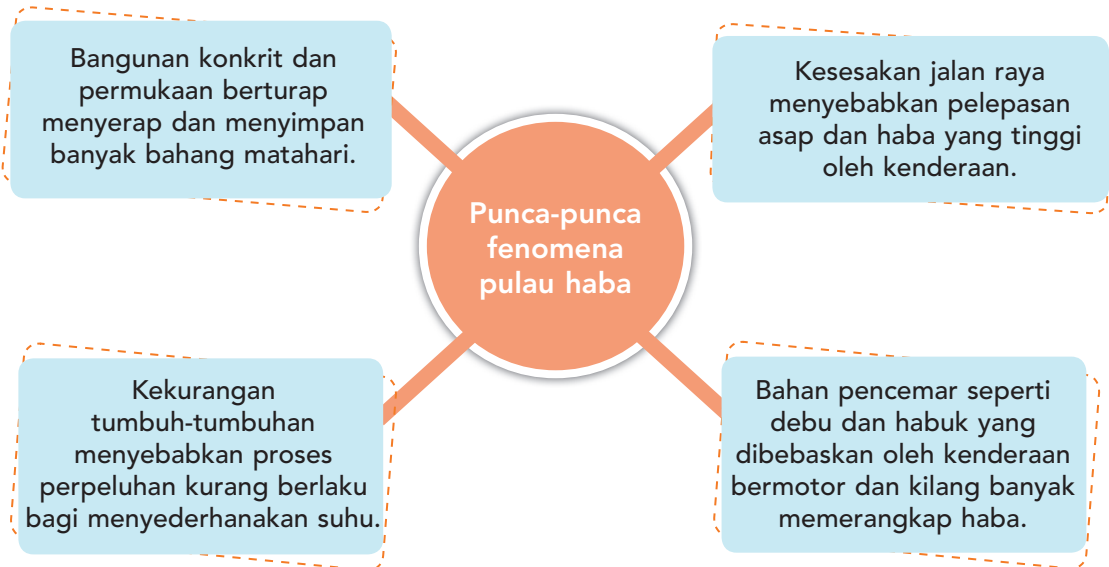 Bangunan konkrit dan
permukaan berturap
menyerap dan menyimpan
banyak bahang matahari.
Kesesakan jalan raya
menyebabkan pelepasan
asap dan haba yang tinggi
oleh kenderaan.
Punca-punca
fenomena
pulau haba
Kekurangan
tumbuh-tumbuhan
menyebabkan proses
perpeluhan kurang berlaku
bagi menyederhanakan suhu.
Bahan pencemar seperti
debu dan habuk yang
dibebaskan oleh kenderaan
bermotor dan kilang banyak
memerangkap haba.